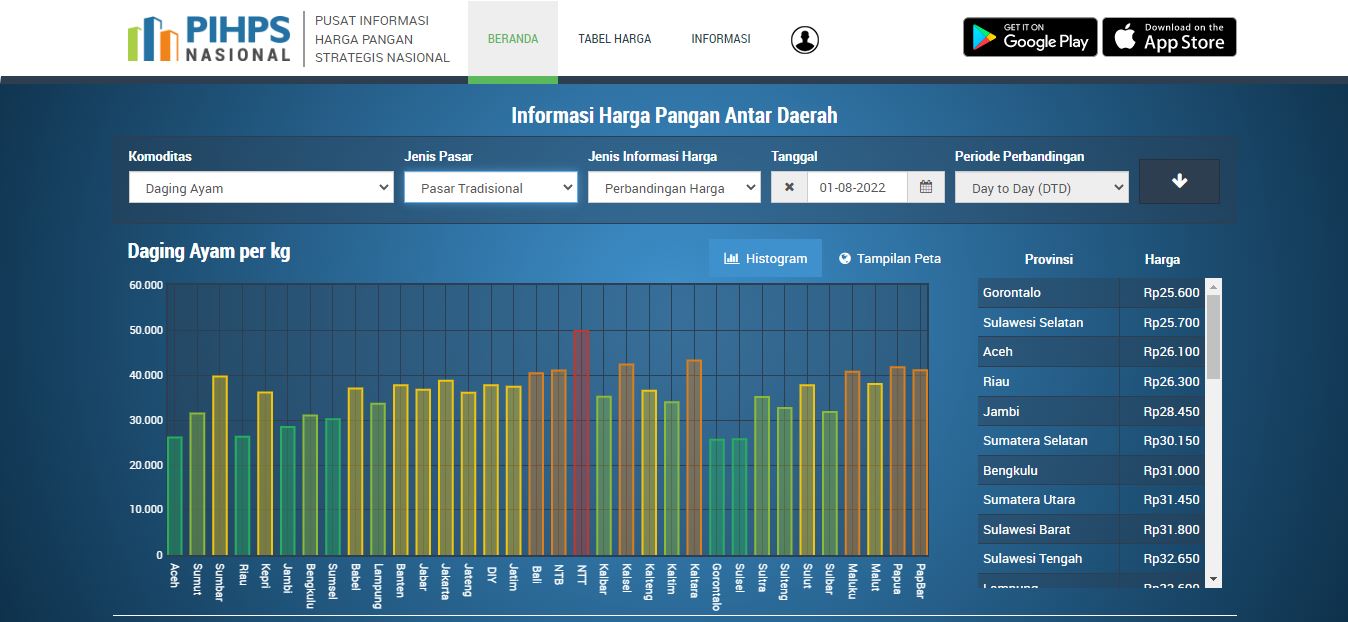 PIHPS
NASIONAL
PUSAT INFORMASI
HARGA PANGAN
STRATEGIS NASIONAL
BERANDA
TABEL HARGA
INFORMASI
GET IT ON
Google Play
Download on the
App Store
Informasi Harga Pangan Antar Daerah
Komoditas
Jenis Pasar
Jenis Informasi Harga
Tanggal
Periode Perbandingan
Daging Ayam
Pasar Tradisional
Perbandingan Harga
01-08-2022
Day to Day (DTD)
Daging Ayam per kg
Histogram
Tampilan Peta
Provinsi Harga
60.000
50.000
40.000
30.000
20.000
10.000
0
Aceh
Sumut
Sumbar
Riau
Kepri
Jambi
Bengkulu
Sumsel
Babel
Lampung
Banten
Jabar
Jakarta
Jateng
DIY
Jatim
Bali
NTB
NTT
Kalbar
Kalsel
Kalteng
Kaltim
Kaltara
Gorontalo
Sulsel
Sultra
Sulteng
Sulut
Sulbar
Maluku
Malut
Papua
PapBar
Gorontalo Rp25.600
Sulawesi Selatan Rp25.700
Aceh Rp26.100
Riau Rp26.300
Jambi Rp28.450
Sumatera Selatan Rp30.150
Bengkulu Rp31.000
Sumatera Utara Rp31.450
Sulawesi Barat Rp31.800
Sulawesi Tengah Rp32.650
Lampung